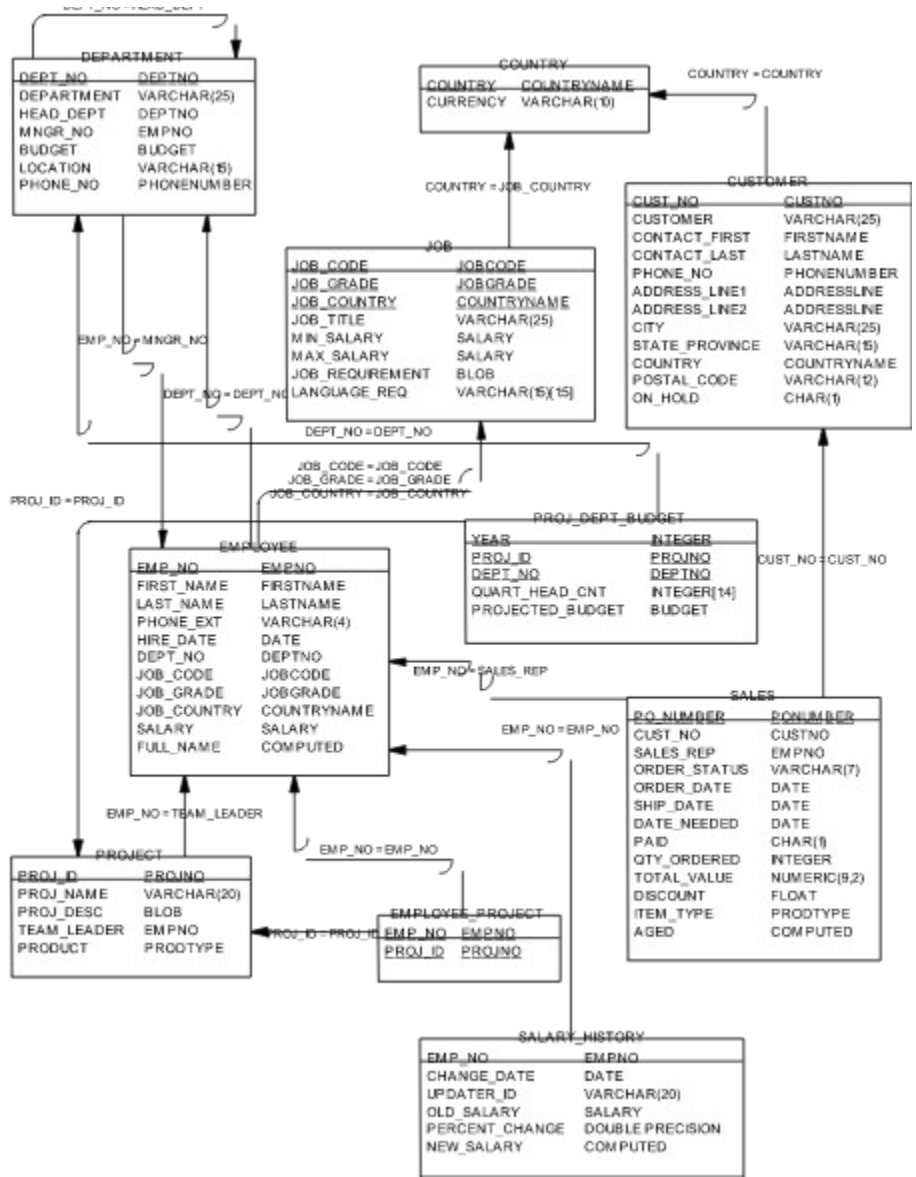 DEPT_NO=HEAD_DEPT
DEPARTMENT
DEPT_NO DEPTNO
DEPARTMENT VARCHAR(25)
HEAD_DEPT DEPTNO
MNGR_NO EMPNO
BUDGET BUDGET
LOCATION VARCHAR(15)
PHONE_NO PHONENUMBER
COUNTRY
COUNTRY COUNTRYNAME
CURRENCY VARCHAR(10)
COUNTRY=COUNTRY
COUNTRY=JOB_COUNTRY
CUSTOMER
CUST_NO CUSTNO
CUSTOMER VARCHAR(25)
CONTACT_FIRST FIRSTNAME
CONTACT_LAST LASTNAME
PHONE_NO PHONENUMBER
ADDRESS_LINE1 ADDRESSLINE
ADDRESS_LINE2 ADDRESSLINE
CITY VARCHAR(25)
STATE_PROVINCE VARCHAR(15)
COUNTRY COUNTRYNAME
POSTAL_CODE VARCHAR(12)
ON_HOLD CHAR(1)
JOB
JOB_CODE JOBCODE
JOB_GRADE JOBGRADE
JOB_COUNTRY COUNTRYNAME
JOB_TITLE VARCHAR(25)
MIN_SALARY SALARY
MAX_SALARY SALARY
JOB_REQUIREMENT BLOB
LANGUAGE_REQ VARCHAR(15)[1:5]
EMP_NO=MNGR_NO
DEPT_NO=DEPT_NO
DEPT_NO=DEPT_NO
JOB_CODE=JOB_CODE
JOB_GRADE=JOB_GRADE
JOB_COUNTRY=JOB_COUNTRY
PROJ_ID=PROJ_ID
PROJ_DEPT_BUDGET
YEAR INTEGER
PROJ_ID PROJNO
DEPT_NO DEPTNO
QUART_HEAD_CNT INTEGER[1:4]
PROJECTED_BUDGET BUDGET
CUST_NO=CUST_NO
EMPLOYEE
EMP_NO EMPNO
FIRST_NAME FIRSTNAME
LAST_NAME LASTNAME
PHONE_EXT VARCHAR(4)
HIRE_DATE DATE
DEPT_NO DEPTNO
JOB_CODE JOBCODE
JOB_GRADE JOBGRADE
JOB_COUNTRY COUNTRYNAME
SALARY SALARY
FULL_NAME COMPUTED
EMP_NO=SALES_REP
EMP_NO=EMP_NO
SALES
PO_NUMBER PONUMBER
CUST_NO CUSTNO
SALES_REP EMPNO
ORDER_STATUS VARCHAR(7)
ORDER_DATE DATE
SHIP_DATE DATE
DATE_NEEDED DATE
PAID CHAR(1)
QTY_ORDERED INTEGER
TOTAL_VALUE NUMERIC(9,2)
DISCOUNT FLOAT
ITEM_TYPE PRODTYPE
AGED COMPUTED
EMP_NO=TEAM_LEADER
EMP_NO=EMP_NO
PROJECT
PROJ_ID PROJNO
PROJ_NAME VARCHAR(20)
PROJ_DESC BLOB
TEAM_LEADER EMPNO
PRODUCT PRODTYPE
PROJ_ID=PROJ_ID
EMPLOYEE_PROJECT
EMP_NO EMPNO
PROJ_ID PROJNO
SALARY_HISTORY
EMP_NO EMPNO
CHANGE_DATE DATE
UPDATER_ID VARCHAR(20)
OLD_SALARY SALARY
PERCENT_CHANGE DOUBLE PRECISION
NEW_SALARY COMPUTED